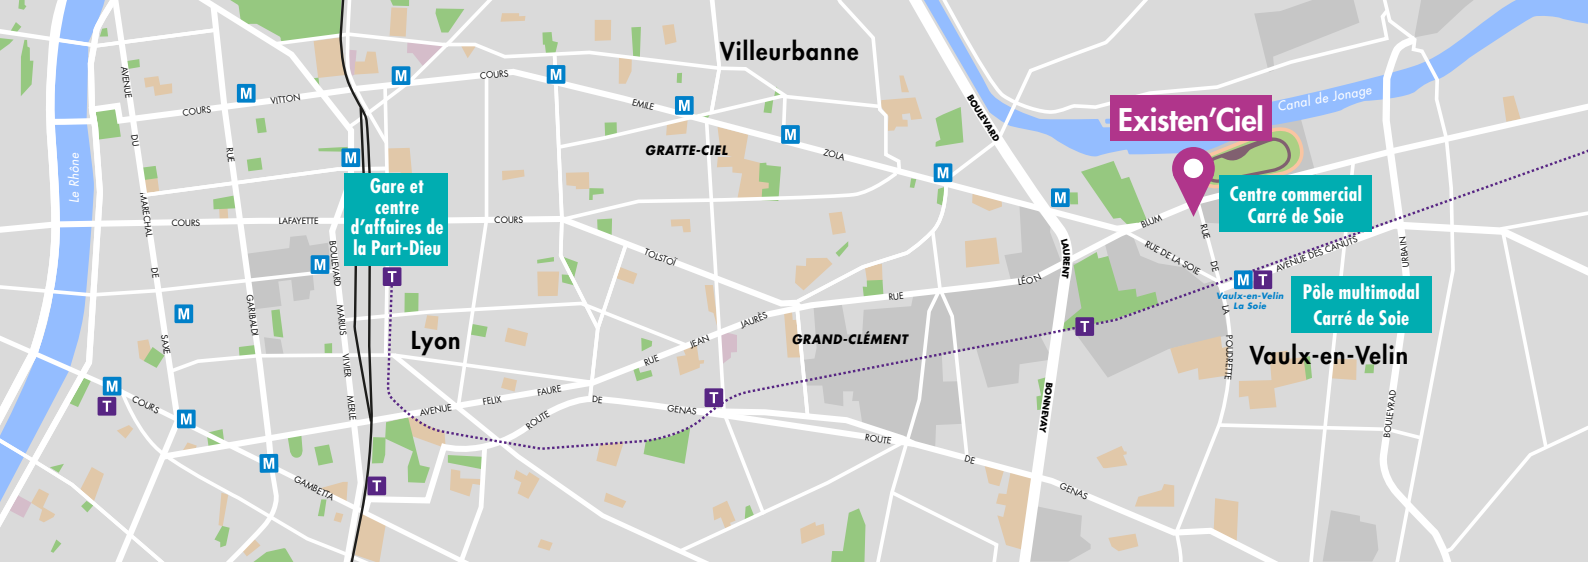 Villeurbanne
Lyon
Vaulx-en-Velin
Existen'Ciel
Gare et
centre
d'affaires de
la Part-Dieu
Centre commercial
Carré de Soie
Pôle multimodal
Carré de Soie
Vaulx-en-Velin
La Soie
GRATTE-CIEL
GRAND-CLÉMENT
Le Rhône
Canal de Jonage
AVENUE
DU
MARÉCHAL
DE
SAXE
COURS
VITTON
RUE
GARIBALDI
COURS
LAFAYETTE
COURS
BOULEVARD
MARIUS
VIVIER
MERLE
COURS
EMILE
ZOLA
TOLSTOÏ
COURS
GAMBETTA
AVENUE
FELIX
FAURE
ROUTE
DE
GENAS
ROUTE
DE
GENAS
RUE
JEAN
JAURÈS
RUE
LÉON
BLUM
BOULEVARD
LAURENT
BONNEVAY
RUE DE LA SOIE
RUE
DE
LA
POUDRETTE
AVENUE DES CANUTS
URBAIN
BOULEVRAD
M
M
M
M
M
M
M
M
M
M
M
M
M
M
T
T
T
T
T
T